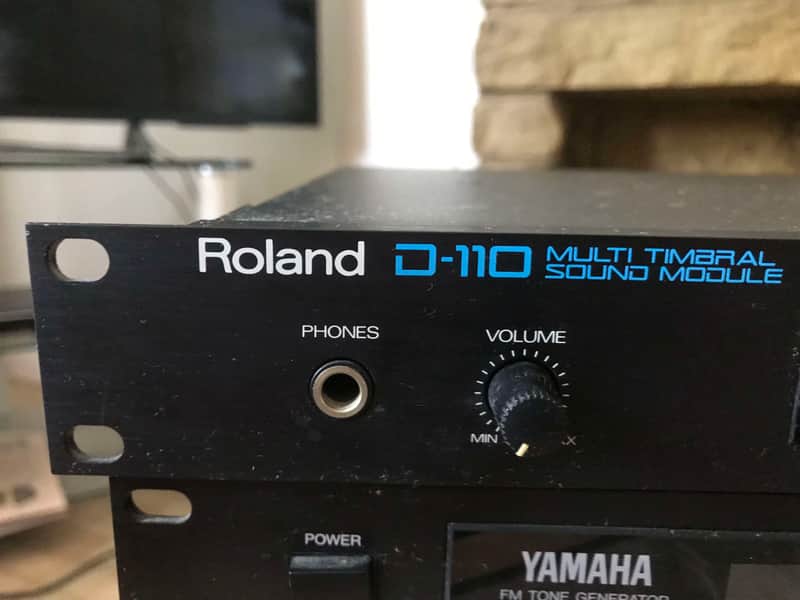 Roland D-110 MULTI TIMBRAL
SOUND MODULE
PHONES
VOLUME
MIN
POWER
YAMAHA
FM TONE GENERATOR